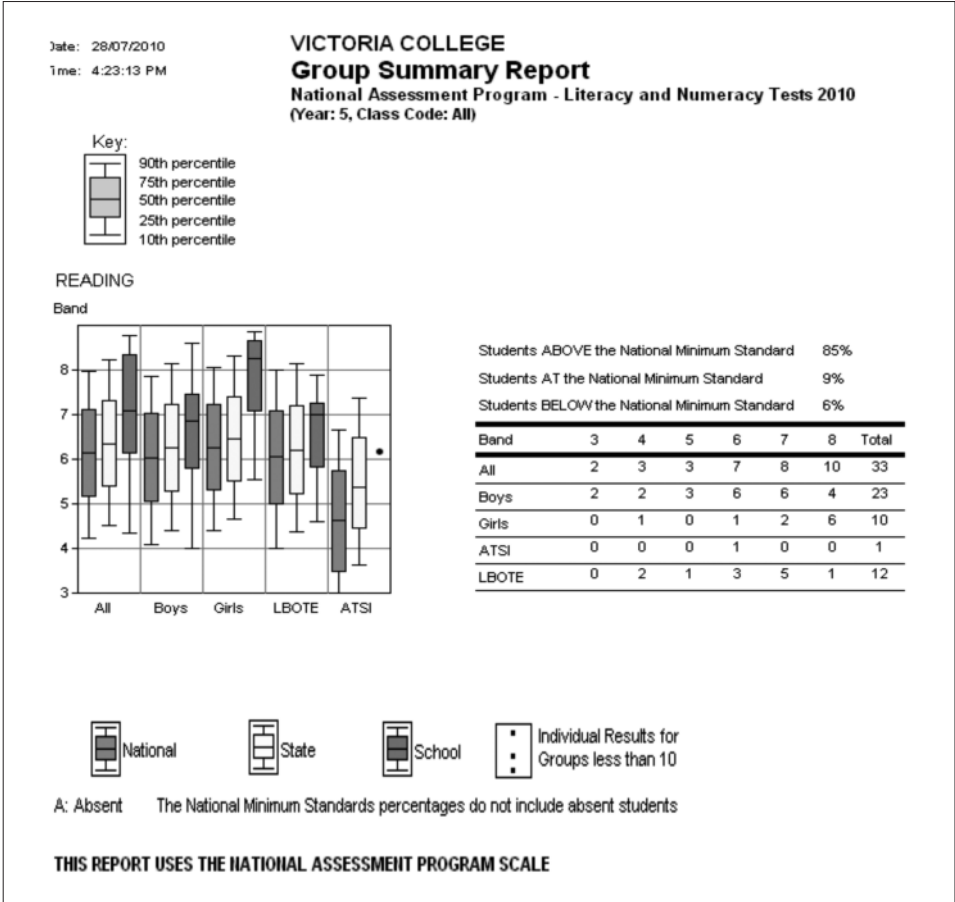 Date: 28/07/2010
Time: 4:23:13 PM
VICTORIA COLLEGE
Group Summary Report
National Assessment Program - Literacy and Numeracy Tests 2010
(Year: 5, Class Code: All)
Key:
90th percentile
75th percentile
50th percentile
25th percentile
10th percentile
READING
Band
8
7
6
5
4
3
All Boys Girls LBOTE ATSI
Students ABOVE the National Minimum Standard 85%
Students AT the National Minimum Standard 9%
Students BELOW the National Minimum Standard 6%
Band 3 4 5 6 7 8 Total
All 2 3 3 7 8 10 33
Boys 2 2 3 6 6 4 23
Girls 0 1 0 1 2 6 10
ATSI 0 0 0 1 0 0 1
LBOTE 0 2 1 3 5 1 12
National
State
School
Individual Results for
Groups less than 10
A: Absent The National Minimum Standards percentages do not include absent students
THIS REPORT USES THE NATIONAL ASSESSMENT PROGRAM SCALE